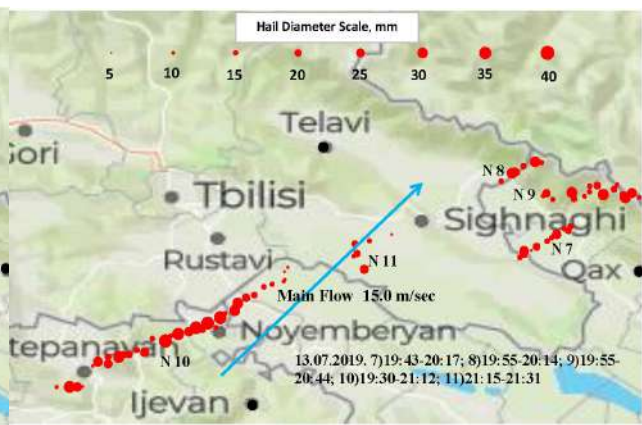 Hail Diameter Scale, mm
5 10 15 20 25 30 35 40
Gori
Telavi
N 8
N 9
Tbilisi
Sighnaghi
Rustavi
N 7
N 11
Qax
Main Flow 15.0 m/sec
tepanav
Noyemberyan
N 10
13.07.2019. 7)19:43-20:17; 8)19:55-20:14; 9)19:55-
20:44; 10)19:30-21:12; 11)21:15-21:31
Ijevan